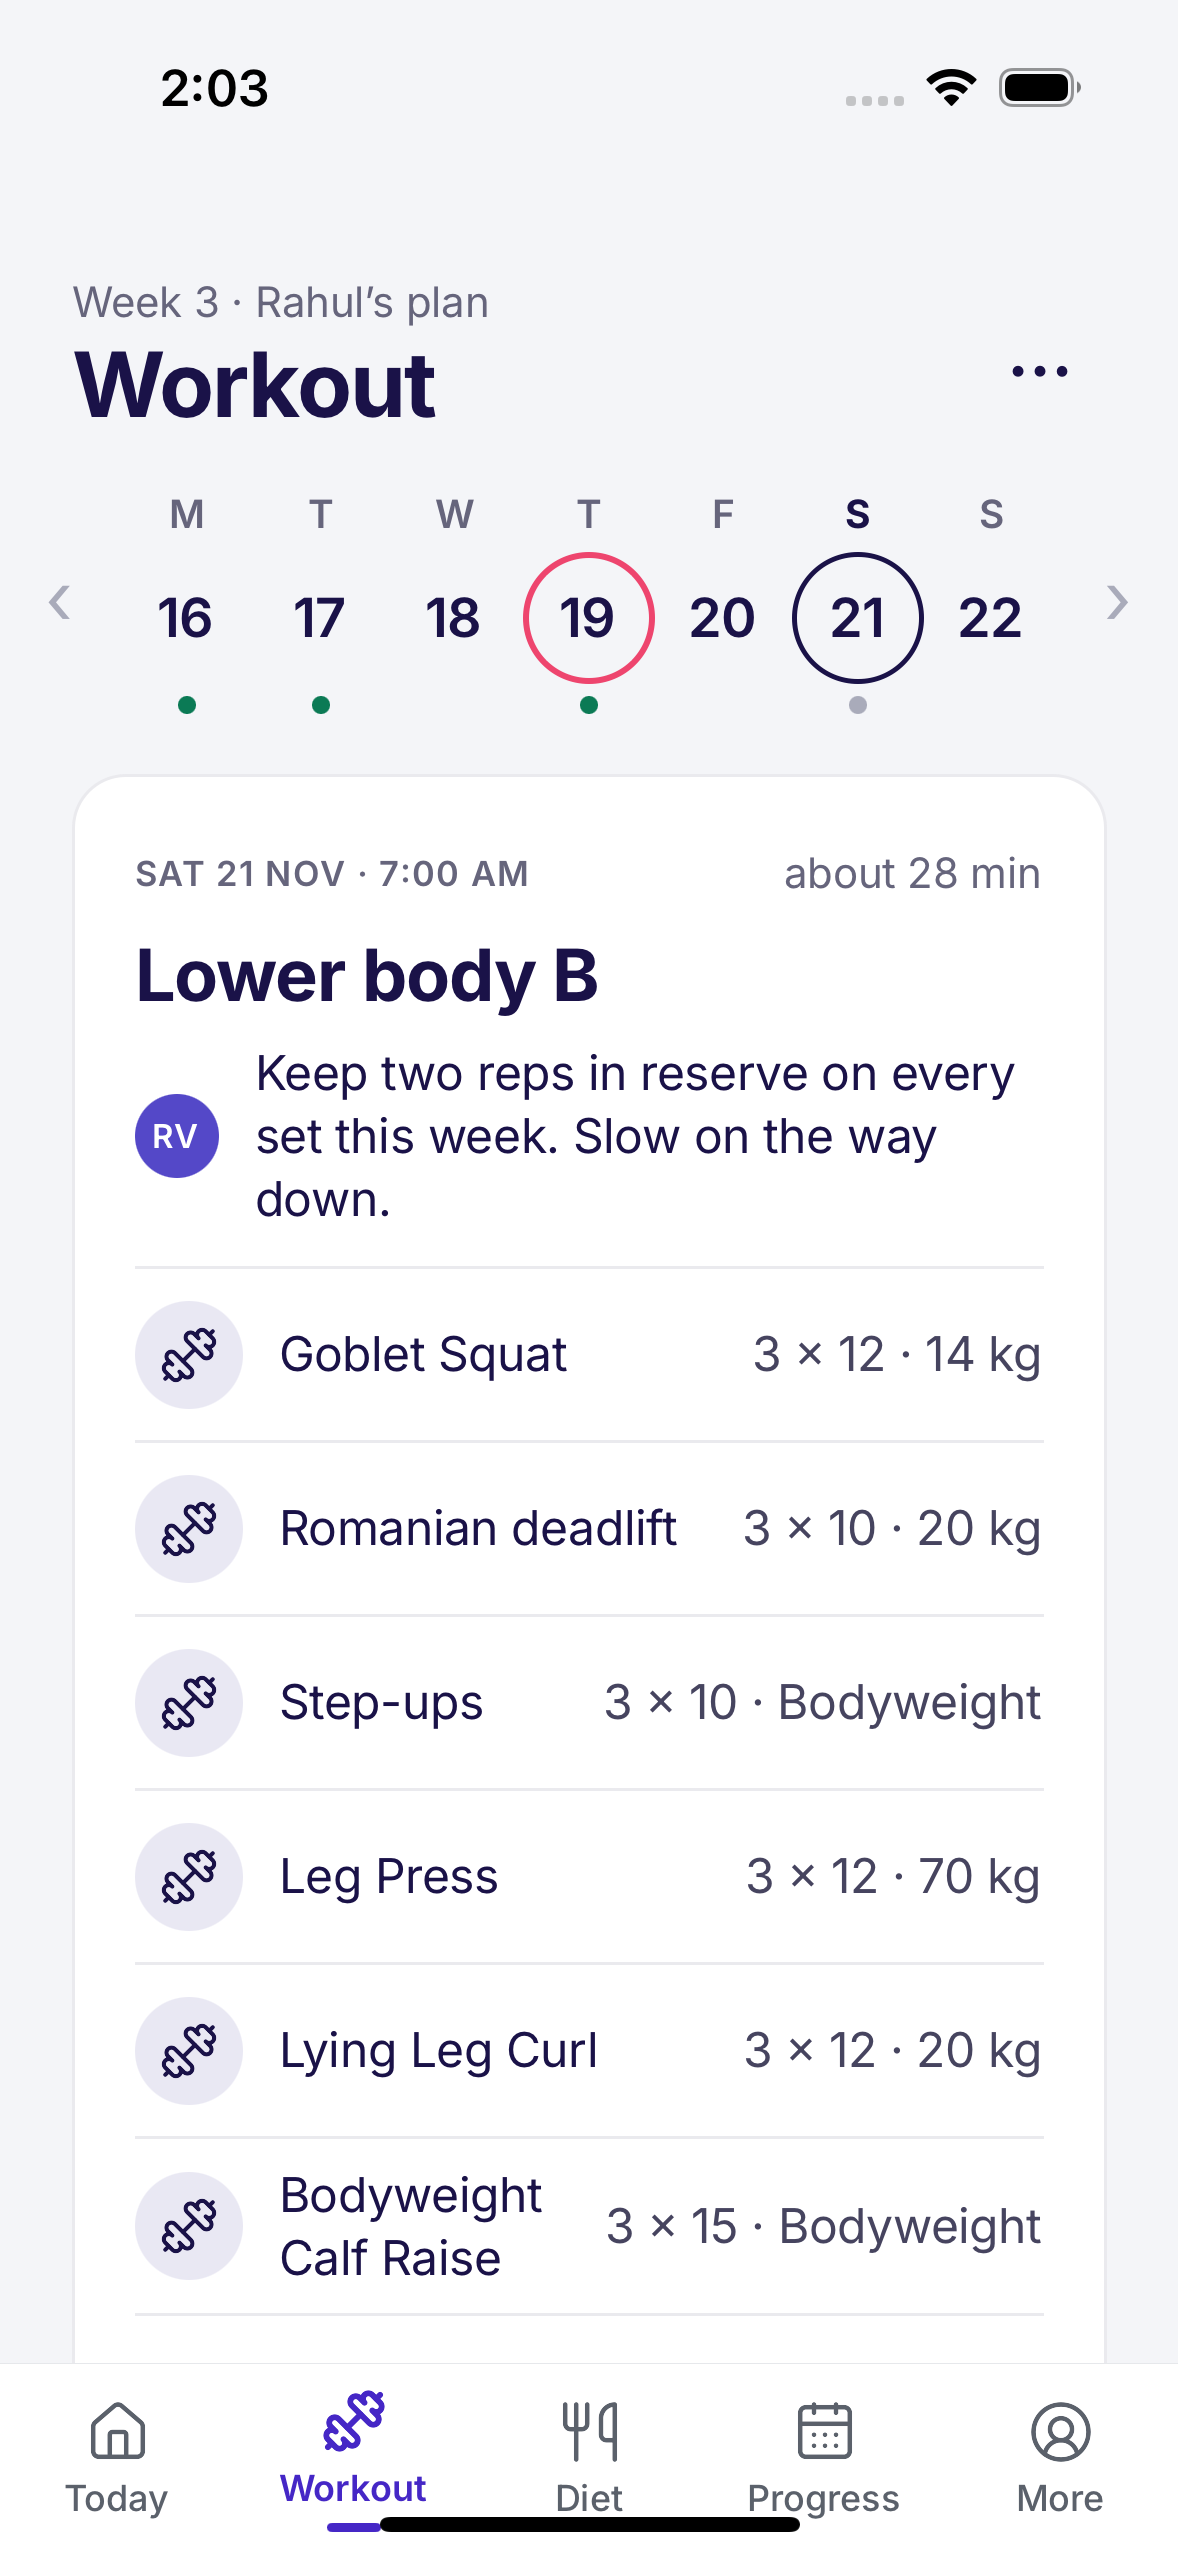 2:03
Week 3 · Rahul’s plan
Workout
M T W T F S S
16 17 18 19 20 21 22
SAT 21 NOV · 7:00 AM about 28 min
Lower body B
RV
Keep two reps in reserve on every
set this week. Slow on the way
down.
Goblet Squat 3 × 12 · 14 kg
Romanian deadlift 3 × 10 · 20 kg
Step-ups 3 × 10 · Bodyweight
Leg Press 3 × 12 · 70 kg
Lying Leg Curl 3 × 12 · 20 kg
Bodyweight
Calf Raise 3 × 15 · Bodyweight
Today Workout Diet Progress More